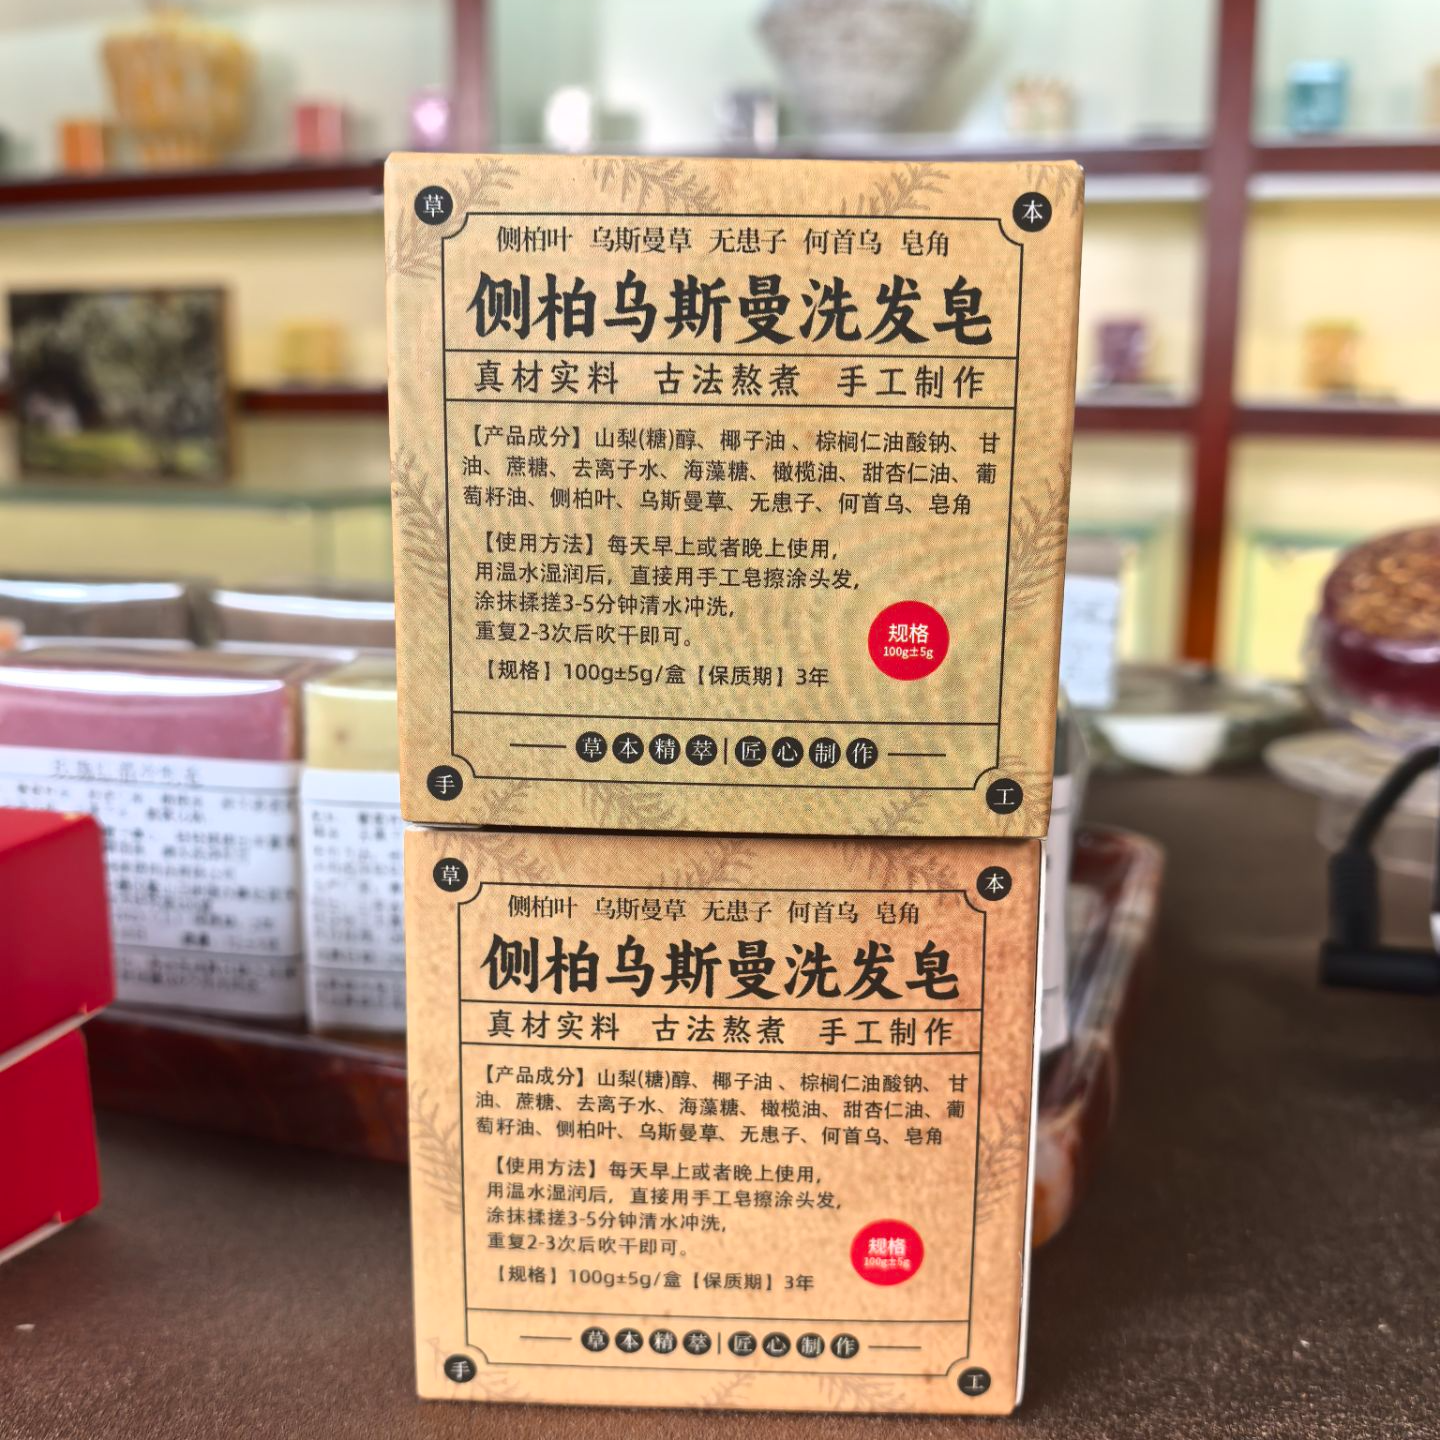 草
本
侧柏叶 乌斯曼草 无患子 何首乌 皂角
侧柏乌斯曼洗发皂
真材实料 古法熬煮 手工制作
【产品成分】山梨(糖)醇、椰子油、棕榈仁油酸钠、甘
油、蔗糖、去离子水、海藻糖、橄榄油、甜杏仁油、葡
萄籽油、侧柏叶、乌斯曼草、无患子、何首乌、皂角
【使用方法】每天早上或者晚上使用,
用温水湿润后,直接用手工皂擦涂头发,
涂抹揉搓3-5分钟清水冲洗,
重复2-3次后吹干即可。
规格
100g±5g
【规格】100g±5g/盒【保质期】3年
草本精萃|匠心制作
手
工
草
本
侧柏叶 乌斯曼草 无患子 何首乌 皂角
侧柏乌斯曼洗发皂
真材实料 古法熬煮 手工制作
【产品成分】山梨(糖)醇、椰子油、棕榈仁油酸钠、甘
油、蔗糖、去离子水、海藻糖、橄榄油、甜杏仁油、葡
萄籽油、侧柏叶、乌斯曼草、无患子、何首乌、皂角
【使用方法】每天早上或者晚上使用,
用温水湿润后,直接用手工皂擦涂头发,
涂抹揉搓3-5分钟清水冲洗,
重复2-3次后吹干即可。
规格
100g±5g
【规格】100g±5g/盒【保质期】3年
草本精萃|匠心制作
手
工